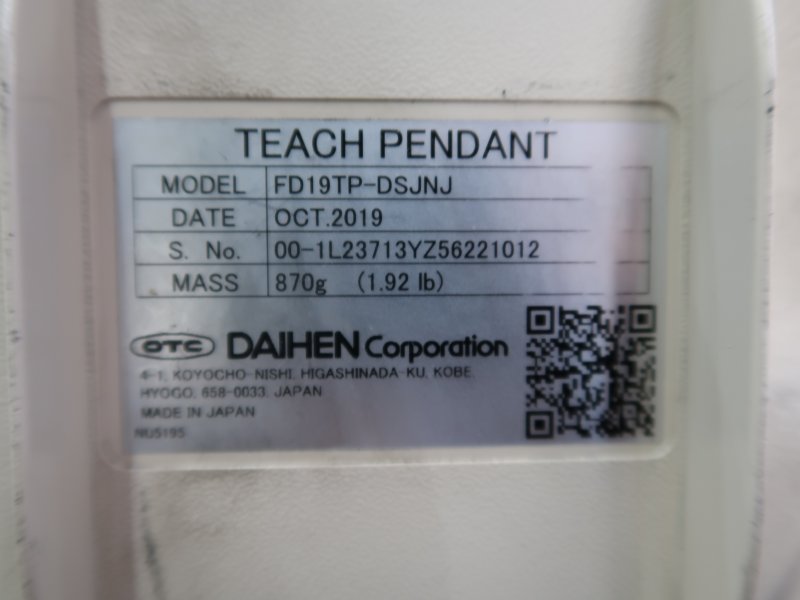 TEACH PENDANT
MODEL FD19TP-DSJNJ
DATE OCT.2019
S. No. 00-1L23713YZ56221012
MASS 870g (1.92 lb)
OTC DAIHEN Corporation
4-1, KOYOCHO-NISHI, HIGASHINADA-KU, KOBE,
HYOGO, 658-0033, JAPAN
MADE IN JAPAN
NU5195